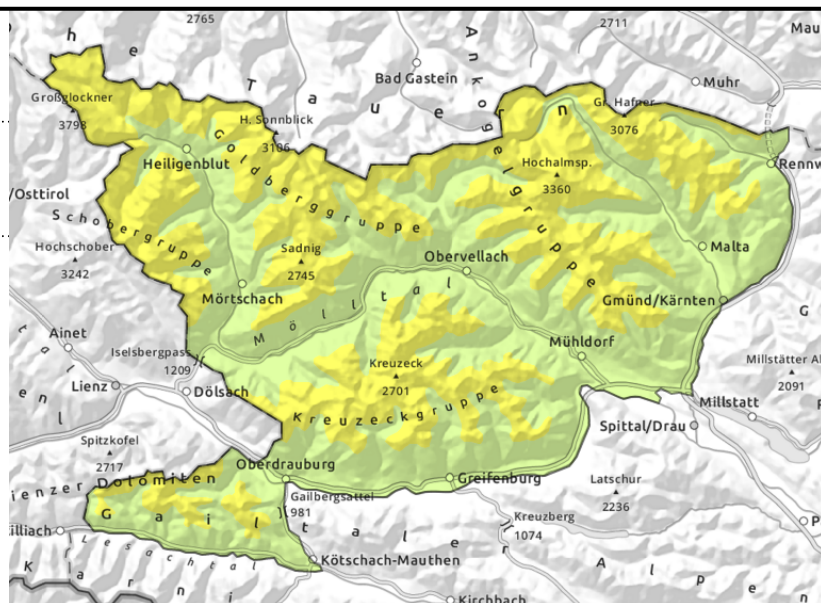 2765
2711
Mau
h e T a u e r n
Ankogelgruppe
Bad Gastein
Muhr
Großglockner
3798
Gr. Hafner
3076
H. Sonnblick
3106
Heiligenblut
Goldberggruppe
Hochalmsp.
3360
Rennw
/Osttirol
Schobergruppe
Hochschober
3242
Sadnig
2745
Obervellach
Malta
Mörtschach
Mölltal
Gmünd/Kärnten
G
Ainet
Iselsbergpass
1209
Mühldorf
Kreuzeck
2701
Millstätter Al
2091
Lienz
Dölsach
Kreuzeckgruppe
Millstatt
Spittal/Drau
Spitzkofel
2717
Oberdrauburg
Greifenburg
Latschur
2236
ienzer Dolomiten
Gailbergsattel
981
Kreuzberg
1074
G a i l t a l e r A l p e n
illiach
Lesachtal
Kötschach-Mauthen
K a r n i
Kirchbach